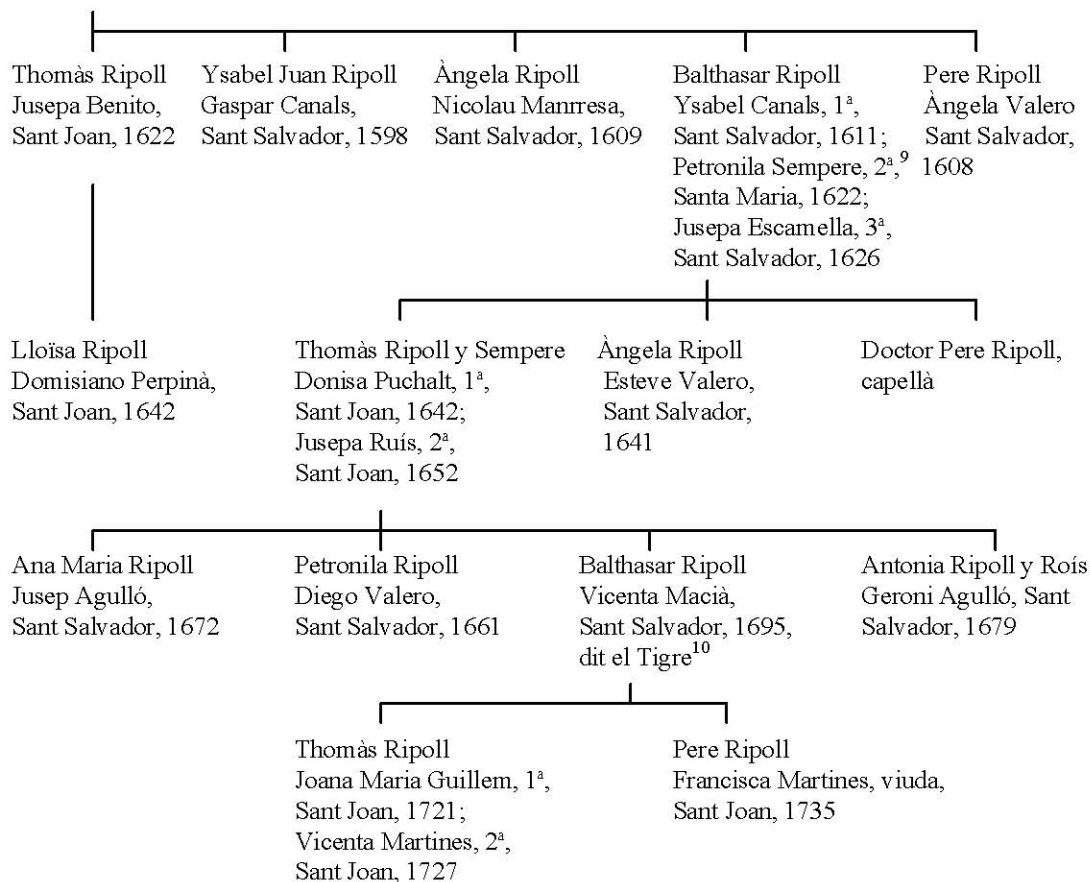 Thomàs Ripoll
Jusepa Benito,
Sant Joan, 1622
Ysabel Juan Ripoll
Gaspar Canals,
Sant Salvador, 1598
Àngela Ripoll
Nicolau Manrresa,
Sant Salvador, 1609
Balthasar Ripoll
Ysabel Canals, 1ª,
Sant Salvador, 1611;
Petronila Sempere, 2ª,⁹
Santa Maria, 1622;
Jusepa Escamella, 3ª,
Sant Salvador, 1626
Pere Ripoll
Àngela Valero
Sant Salvador,
1608
Lloïsa Ripoll
Domisiano Perpinà,
Sant Joan, 1642
Thomàs Ripoll y Sempere
Donisa Puchalt, 1ª,
Sant Joan, 1642;
Jusepa Ruís, 2ª,
Sant Joan, 1652
Àngela Ripoll
Esteve Valero,
Sant Salvador,
1641
Doctor Pere Ripoll,
capellà
Ana Maria Ripoll
Jusep Agulló,
Sant Salvador, 1672
Petronila Ripoll
Diego Valero,
Sant Salvador, 1661
Balthasar Ripoll
Vicenta Macià,
Sant Salvador, 1695,
dit el Tigre¹⁰
Antonia Ripoll y Roís
Geroni Agulló, Sant
Salvador, 1679
Thomàs Ripoll
Joana Maria Guillem, 1ª,
Sant Joan, 1721;
Vicenta Martines, 2ª,
Sant Joan, 1727
Pere Ripoll
Francisca Martines, viuda,
Sant Joan, 1735